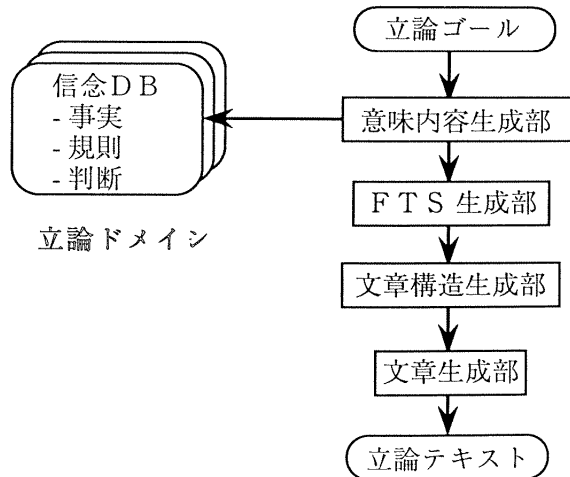 立論ゴール
信念ＤＢ
- 事実
- 規則
- 判断
立論ドメイン
意味内容生成部
ＦＴＳ 生成部
文章構造生成部
文章生成部
立論テキスト